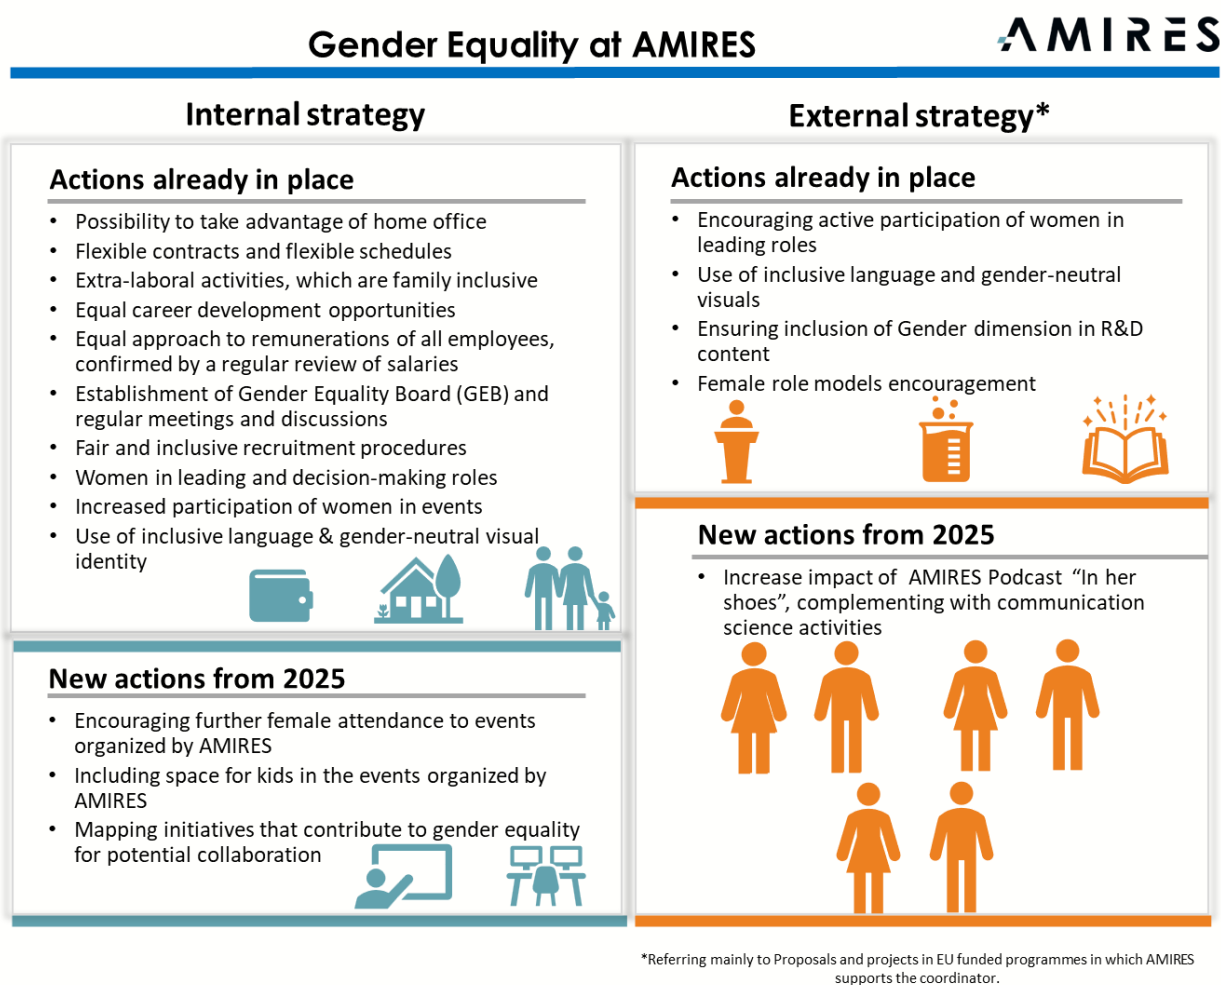 Gender Equality at AMIRES
AMIRES
Internal strategy
Actions already in place
• Possibility to take advantage of home office
• Flexible contracts and flexible schedules
• Extra-laboral activities, which are family inclusive
• Equal career development opportunities
• Equal approach to remunerations of all employees,
confirmed by a regular review of salaries
• Establishment of Gender Equality Board (GEB) and
regular meetings and discussions
• Fair and inclusive recruitment procedures
• Women in leading and decision-making roles
• Increased participation of women in events
• Use of inclusive language & gender-neutral visual
identity
New actions from 2025
• Encouraging further female attendance to events
organized by AMIRES
• Including space for kids in the events organized by
AMIRES
• Mapping initiatives that contribute to gender equality
for potential collaboration
External strategy*
Actions already in place
• Encouraging active participation of women in
leading roles
• Use of inclusive language and gender-neutral
visuals
• Ensuring inclusion of Gender dimension in R&D
content
• Female role models encouragement
New actions from 2025
• Increase impact of AMIRES Podcast “In her
shoes”, complementing with communication
science activities
*Referring mainly to Proposals and projects in EU funded programmes in which AMIRES
supports the coordinator.